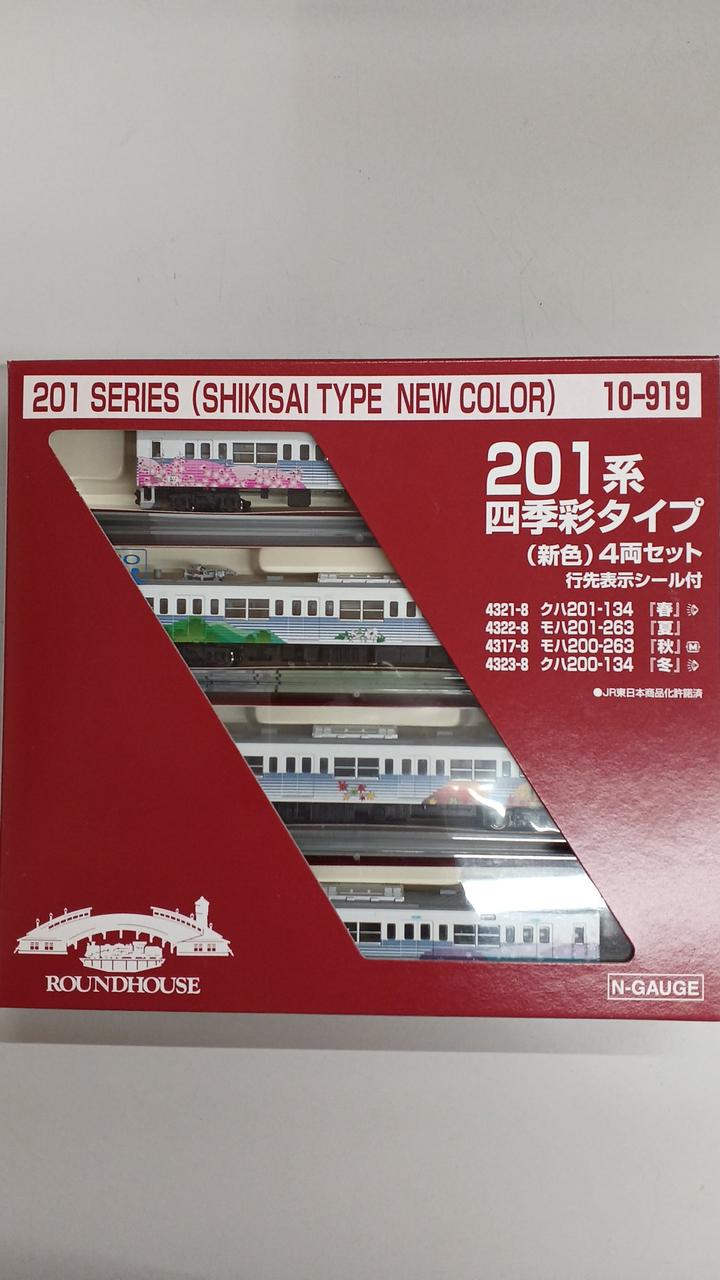 201 SERIES (SHIKISAI TYPE NEW COLOR) 10-919
201系
四季彩タイプ
(新色)4両セット
行先表示シール付
4321-8 クハ201-134 『春』
4322-8 モハ201-263 『夏』
4317-8 モハ200-263 『秋』 M
4323-8 クハ200-134 『冬』
●JR東日本商品化許諾済
ROUNDHOUSE
N-GAUGE